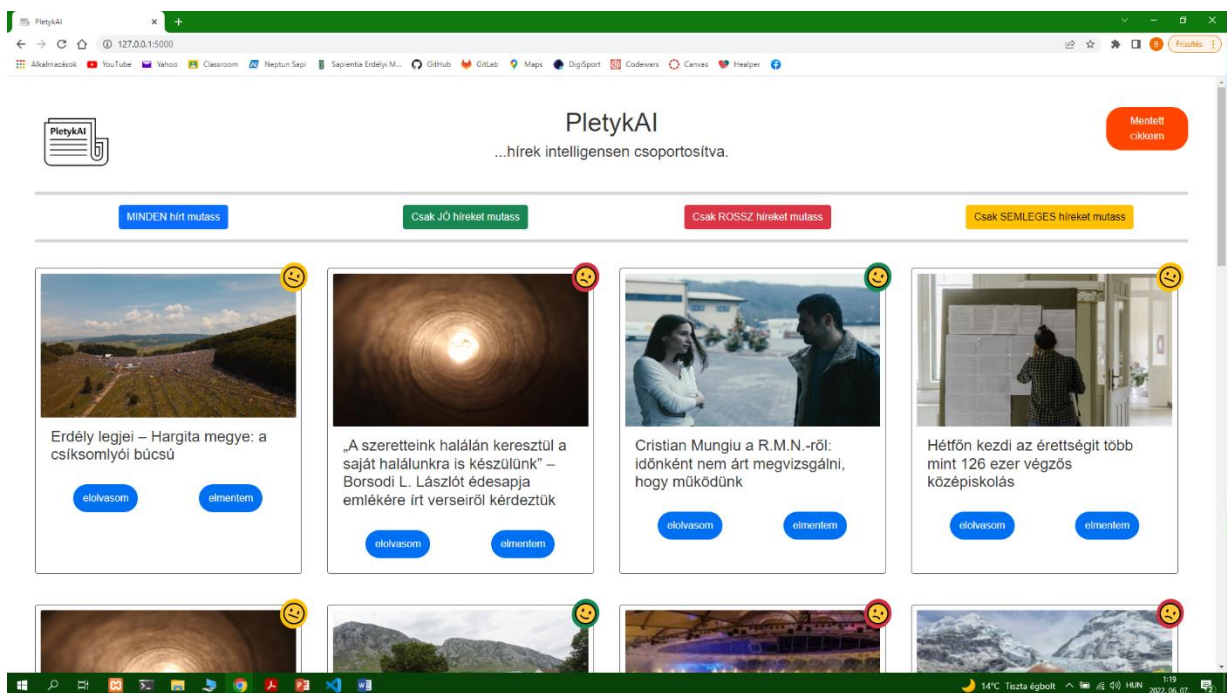 PletykAI
127.0.0.1:5000
Frissítés
Alkalmazások YouTube Yahoo Classroom Neptun Sapi Sapientia Erdélyi M... GitHub GitLab Maps DigiSport Codewars Canvas Healper
PletykAI
PletykAI
...hírek intelligensen csoportosítva.
Mentett
cikkeim
MINDEN hírt mutass
Csak JÓ híreket mutass
Csak ROSSZ híreket mutass
Csak SEMLEGES híreket mutass
Erdély legjei – Hargita megye: a
csíksomlyói búcsú
elolvasom elmentem
„A szeretteink halálán keresztül a
saját halálunkra is készülünk” –
Borsodi L. Lászlót édesapja
emlékére írt verseiről kérdeztük
elolvasom elmentem
Cristian Mungiu a R.M.N.-ről:
időnként nem árt megvizsgálni,
hogy működünk
elolvasom elmentem
Hétfőn kezdi az érettségit több
mint 126 ezer végzős
középiskolás
elolvasom elmentem
14°C Tiszta égbolt HUN
1:19
2022. 06. 07.